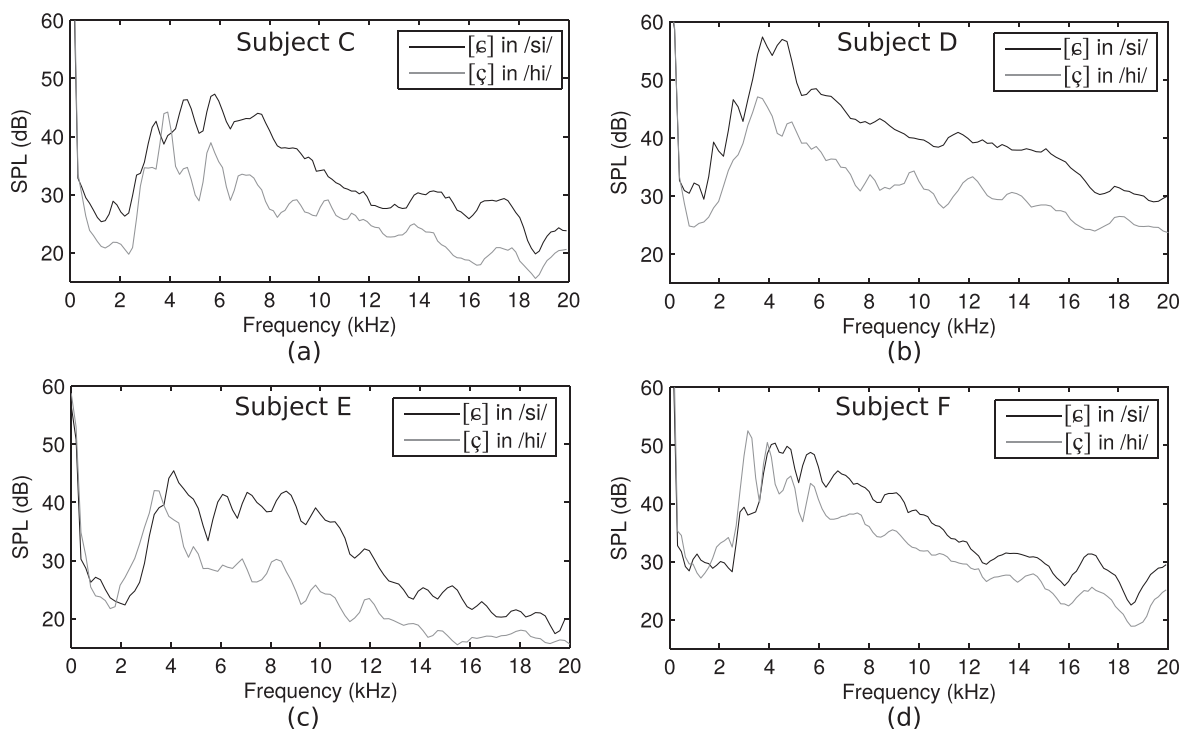 60
50
40
30
20
SPL (dB)
Subject C
[ɕ] in /si/
[ç] in /hi/
0 2 4 6 8 10 12 14 16 18 20
Frequency (kHz)
(a)
60
50
40
30
20
SPL (dB)
Subject D
[ɕ] in /si/
[ç] in /hi/
0 2 4 6 8 10 12 14 16 18 20
Frequency (kHz)
(b)
60
50
40
30
20
SPL (dB)
Subject E
[ɕ] in /si/
[ç] in /hi/
0 2 4 6 8 10 12 14 16 18 20
Frequency (kHz)
(c)
60
50
40
30
20
SPL (dB)
Subject F
[ɕ] in /si/
[ç] in /hi/
0 2 4 6 8 10 12 14 16 18 20
Frequency (kHz)
(d)